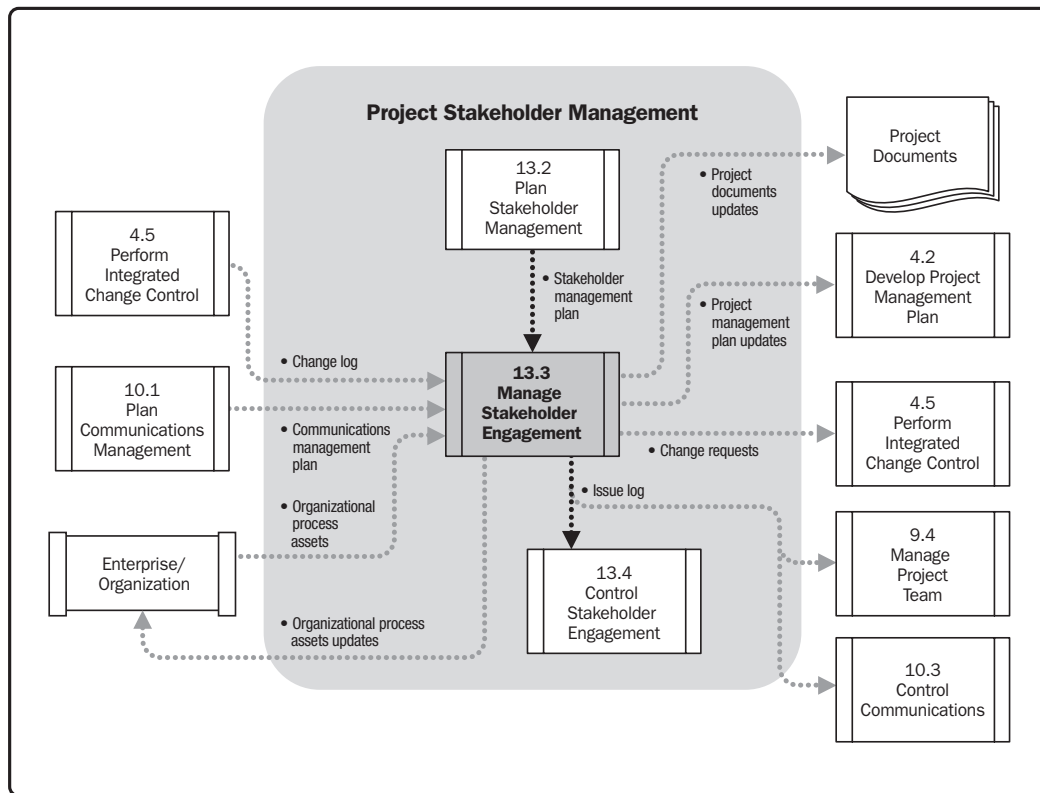 Project Stakeholder Management
13.2
Plan
Stakeholder
Management
Project
Documents
• Project
documents
updates
4.5
Perform
Integrated
Change Control
4.2
Develop Project
Management
Plan
• Stakeholder
management
plan
• Project
management
plan updates
• Change log
13.3
Manage
Stakeholder
Engagement
10.1
Plan
Communications
Management
• Communications
management
plan
4.5
Perform
Integrated
Change Control
• Change requests
• Organizational
process
assets
• Issue log
Enterprise/
Organization
13.4
Control
Stakeholder
Engagement
9.4
Manage
Project
Team
• Organizational process
assets updates
10.3
Control
Communications